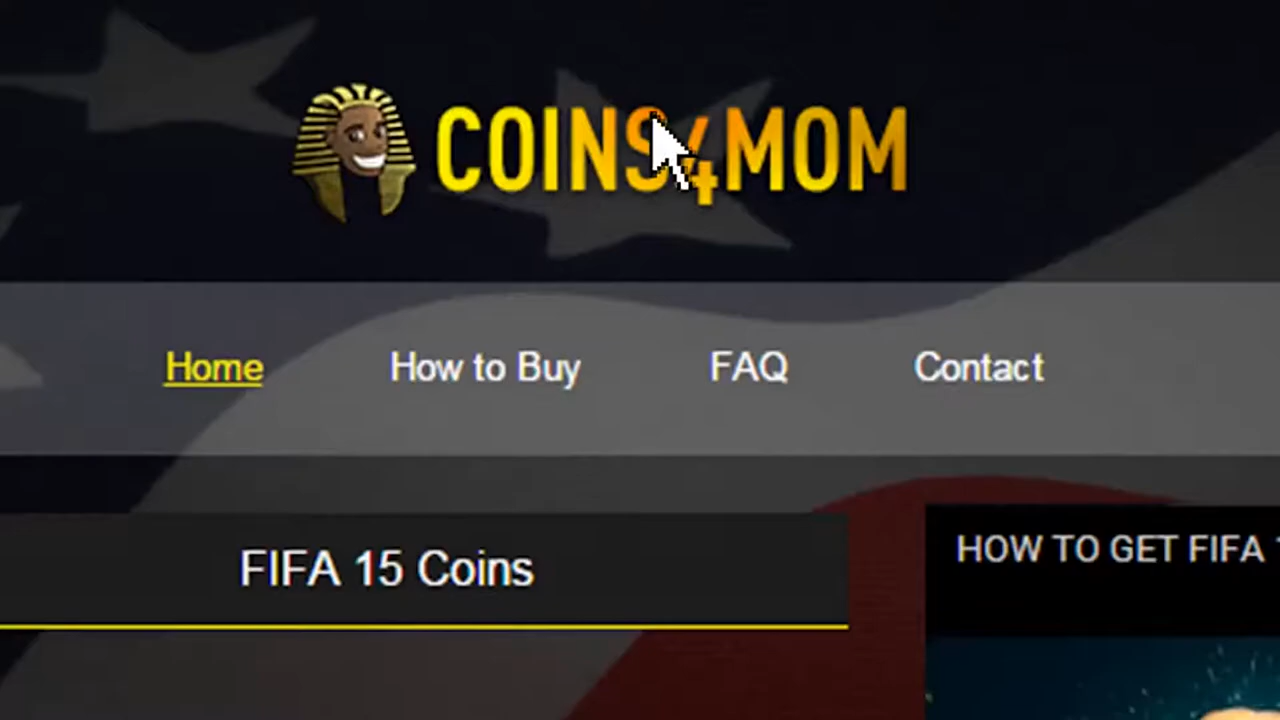 COINS4MOM
Home How to Buy FAQ Contact
FIFA 15 Coins
HOW TO GET FIFA